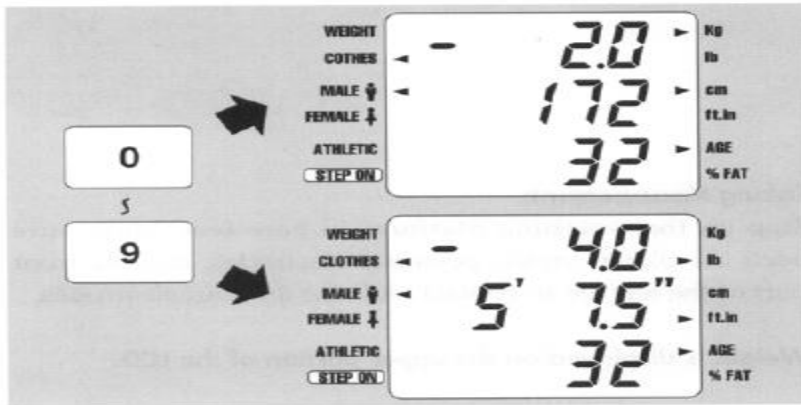 WEIGHT - 2.0 Kg
COTHES lb
MALE 172 cm
FEMALE ft.in
ATHLETIC 32 AGE
STEP ON % FAT
0
9
WEIGHT - 4.0 Kg
CLOTHES lb
MALE 5' 7.5" cm
FEMALE ft.in
ATHLETIC 32 AGE
STEP ON % FAT